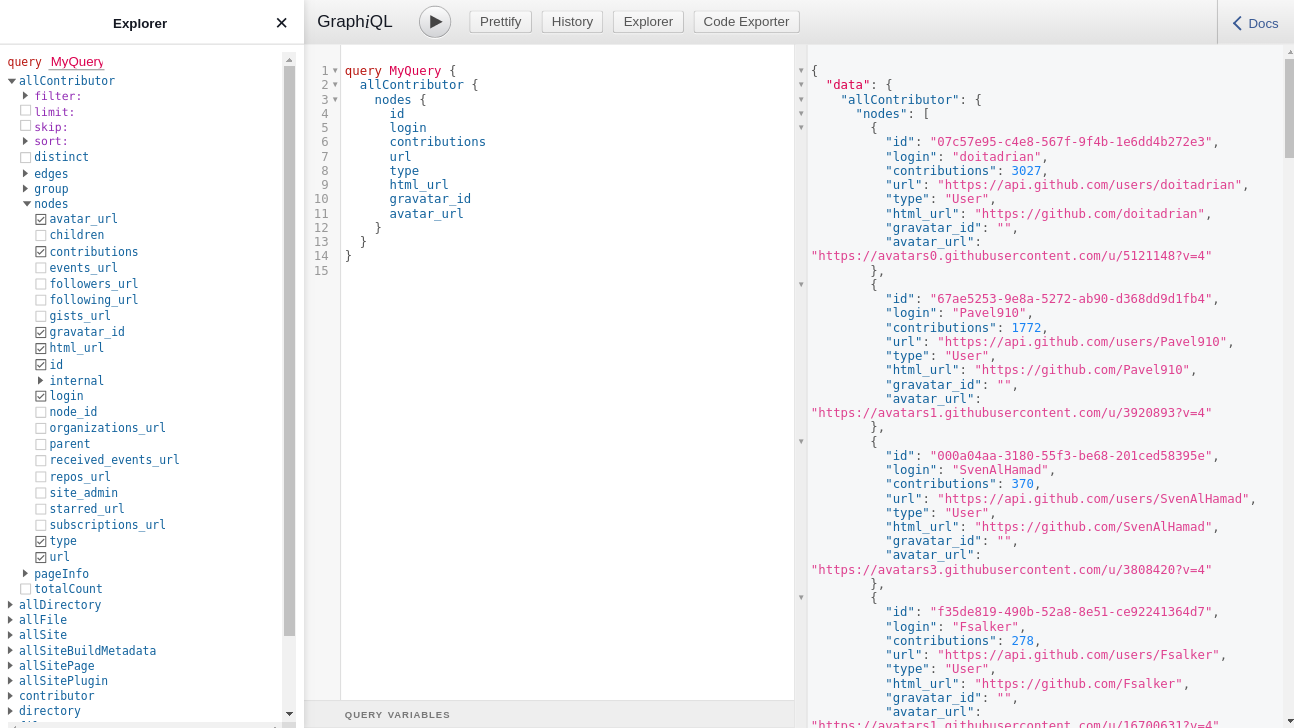 Explorer ✕
query MyQuery
allContributor
filter:
limit:
skip:
sort:
distinct
edges
group
nodes
avatar_url
children
contributions
events_url
followers_url
following_url
gists_url
gravatar_id
html_url
id
internal
login
node_id
organizations_url
parent
received_events_url
repos_url
site_admin
starred_url
subscriptions_url
type
url
pageInfo
totalCount
allDirectory
allFile
allSite
allSiteBuildMetadata
allSitePage
allSitePlugin
contributor
directory
GraphiQL
Prettify
History
Explorer
Code Exporter
Docs
1 query MyQuery {
2 allContributor {
3 nodes {
4 id
5 login
6 contributions
7 url
8 type
9 html_url
10 gravatar_id
11 avatar_url
12 }
13 }
14 }
15
QUERY VARIABLES
{
"data": {
"allContributor": {
"nodes": [
{
"id": "07c57e95-c4e8-567f-9f4b-1e6dd4b272e3",
"login": "doitadrian",
"contributions": 3027,
"url": "https://api.github.com/users/doitadrian",
"type": "User",
"html_url": "https://github.com/doitadrian",
"gravatar_id": "",
"avatar_url":
"https://avatars0.githubusercontent.com/u/5121148?v=4"
},
{
"id": "67ae5253-9e8a-5272-ab90-d368dd9d1fb4",
"login": "Pavel910",
"contributions": 1772,
"url": "https://api.github.com/users/Pavel910",
"type": "User",
"html_url": "https://github.com/Pavel910",
"gravatar_id": "",
"avatar_url":
"https://avatars1.githubusercontent.com/u/3920893?v=4"
},
{
"id": "000a04aa-3180-55f3-be68-201ced58395e",
"login": "SvenAlHamad",
"contributions": 370,
"url": "https://api.github.com/users/SvenAlHamad",
"type": "User",
"html_url": "https://github.com/SvenAlHamad",
"gravatar_id": "",
"avatar_url":
"https://avatars3.githubusercontent.com/u/3808420?v=4"
},
{
"id": "f35de819-490b-52a8-8e51-ce92241364d7",
"login": "Fsalker",
"contributions": 278,
"url": "https://api.github.com/users/Fsalker",
"type": "User",
"html_url": "https://github.com/Fsalker",
"gravatar_id": "",
"avatar_url":
"https://avatars1.githubusercontent.com/u/16700631?v=4"